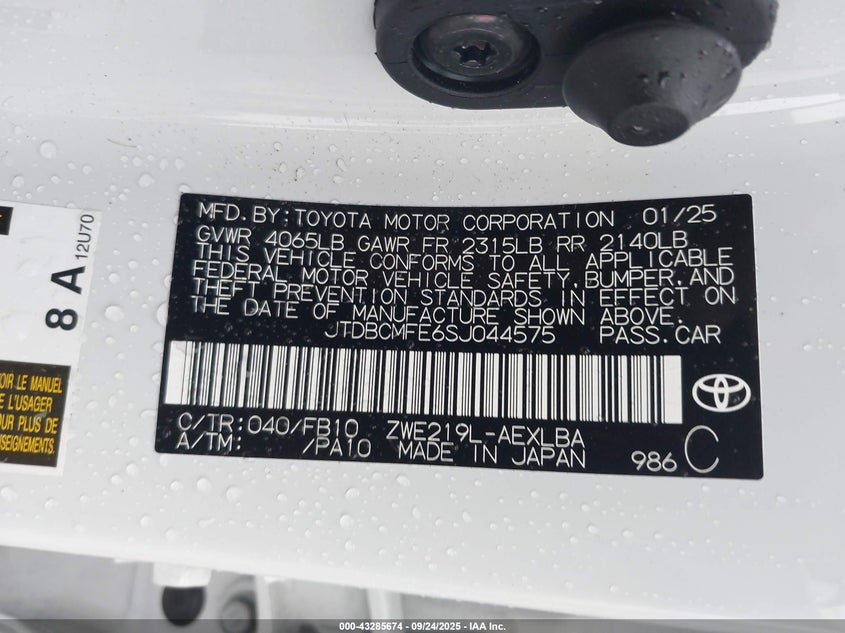 MFD. BY: TOYOTA MOTOR CORPORATION 01/25
GVWR 4065LB GAWR FR 2315LB RR 2140LB
THIS VEHICLE CONFORMS TO ALL APPLICABLE
FEDERAL MOTOR VEHICLE SAFETY, BUMPER, AND
THEFT PREVENTION STANDARDS IN EFFECT ON
THE DATE OF MANUFACTURE SHOWN ABOVE.
JTDBCMFE6SJ044575 PASS. CAR
C/TR: 040/FB10 ZWE219L-AEXLBA
A/TM: /PA10 MADE IN JAPAN 986 C
8 A 12U70
OIR LE MANUEL
E L'USAGER
OUR PLUS DE
NSEIGNEMENTS.
000-43285674 - 09/24/2025 - IAA Inc.